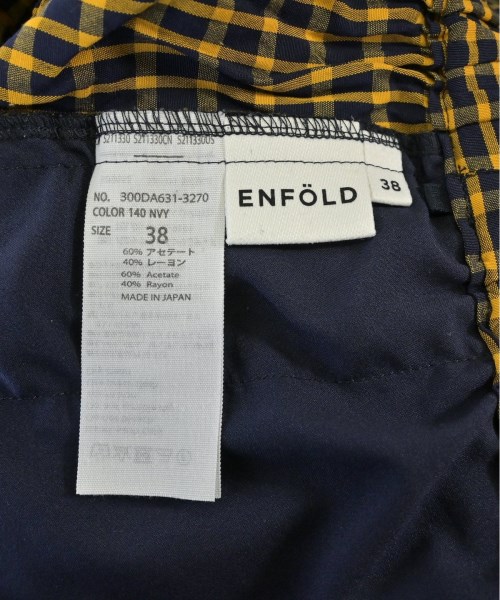 S211330 S211330CN S211330OS
NO. 300DA631-3270
COLOR 140 NVY
SIZE 38
60% アセテート
40% レーヨン
60% Acetate
40% Rayon
MADE IN JAPAN
ENFÖLD
38